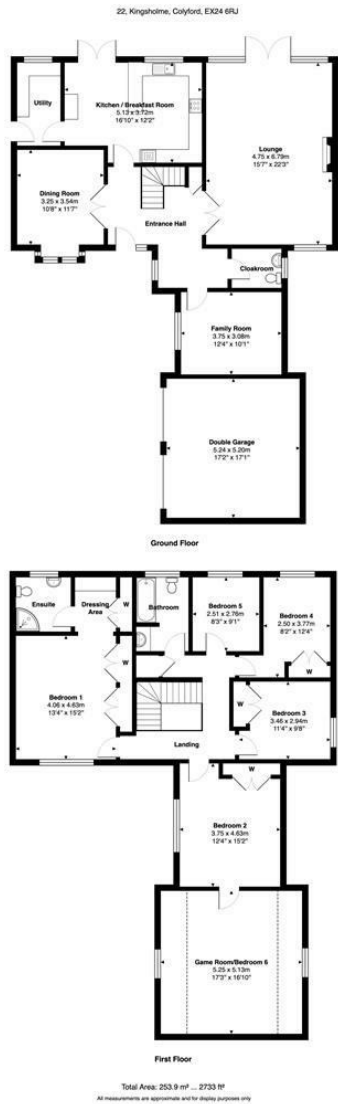 22, Kingsholme, Colyford, EX24 6RJ
Utility
Kitchen / Breakfast Room
5.13 x 3.72m
16'10" x 12'2"
Lounge
4.75 x 6.79m
15'7" x 22'3"
Dining Room
3.25 x 3.54m
10'8" x 11'7"
Entrance Hall
Cloakroom
Family Room
3.75 x 3.08m
12'4" x 10'1"
Double Garage
5.24 x 5.20m
17'2" x 17'1"
Ground Floor
Ensuite
Dressing
Area
W
Bathroom
Bedroom 5
2.51 x 2.76m
8'3" x 9'1"
Bedroom 4
2.50 x 3.77m
8'2" x 12'4"
W
W
Bedroom 1
4.06 x 4.63m
13'4" x 15'2"
W
Bedroom 3
3.46 x 2.94m
11'4" x 9'8"
Landing
W
Bedroom 2
3.75 x 4.63m
12'4" x 15'2"
Game Room/Bedroom 6
5.25 x 5.13m
17'3" x 16'10"
First Floor
Total Area: 253.9 m² ... 2733 ft²
All measurements are approximate and for display purposes only